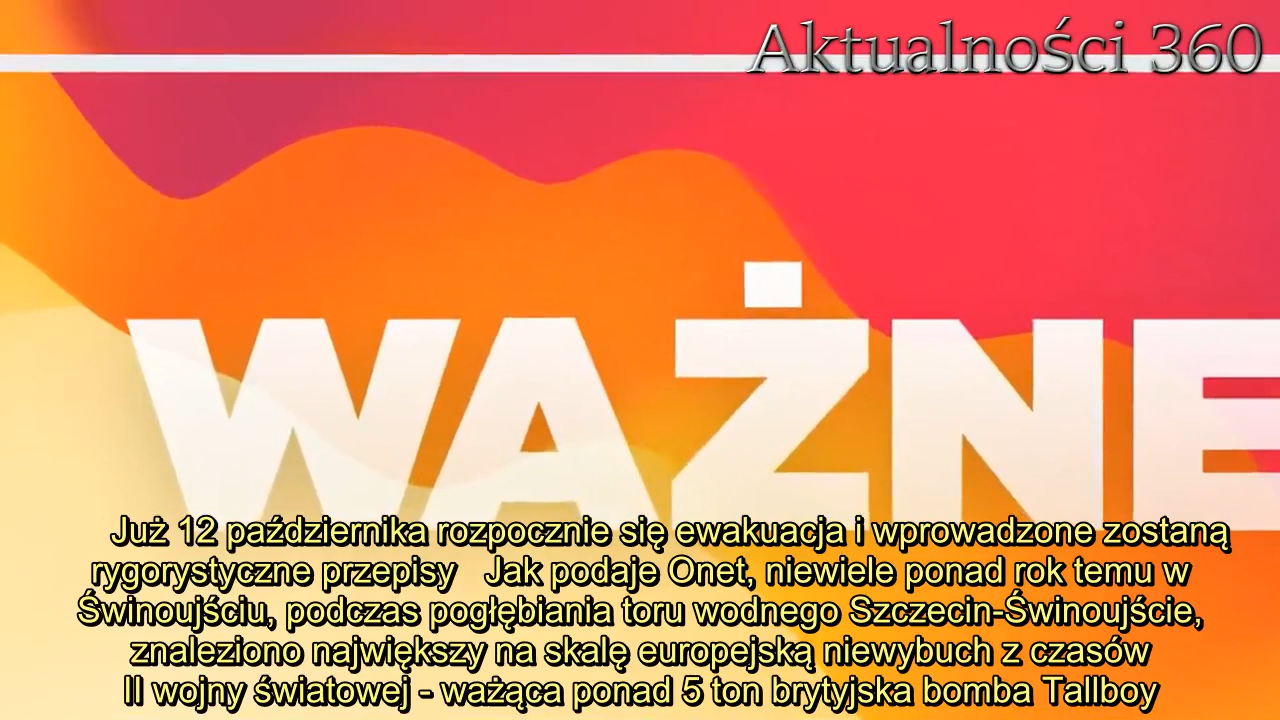 Aktualności 360
WAŻNE
Już 12 października rozpocznie się ewakuacja i wprowadzone zostaną
rygorystyczne przepisy Jak podaje Onet, niewiele ponad rok temu w
Świnoujściu, podczas pogłębiania toru wodnego Szczecin-Świnoujście,
znaleziono największy na skalę europejską niewybuch z czasów
II wojny światowej - ważąca ponad 5 ton brytyjska bomba Tallboy